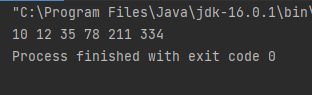 "C:\Program Files\Java\jdk-16.0.1\bin\
10 12 35 78 211 334
Process finished with exit code 0